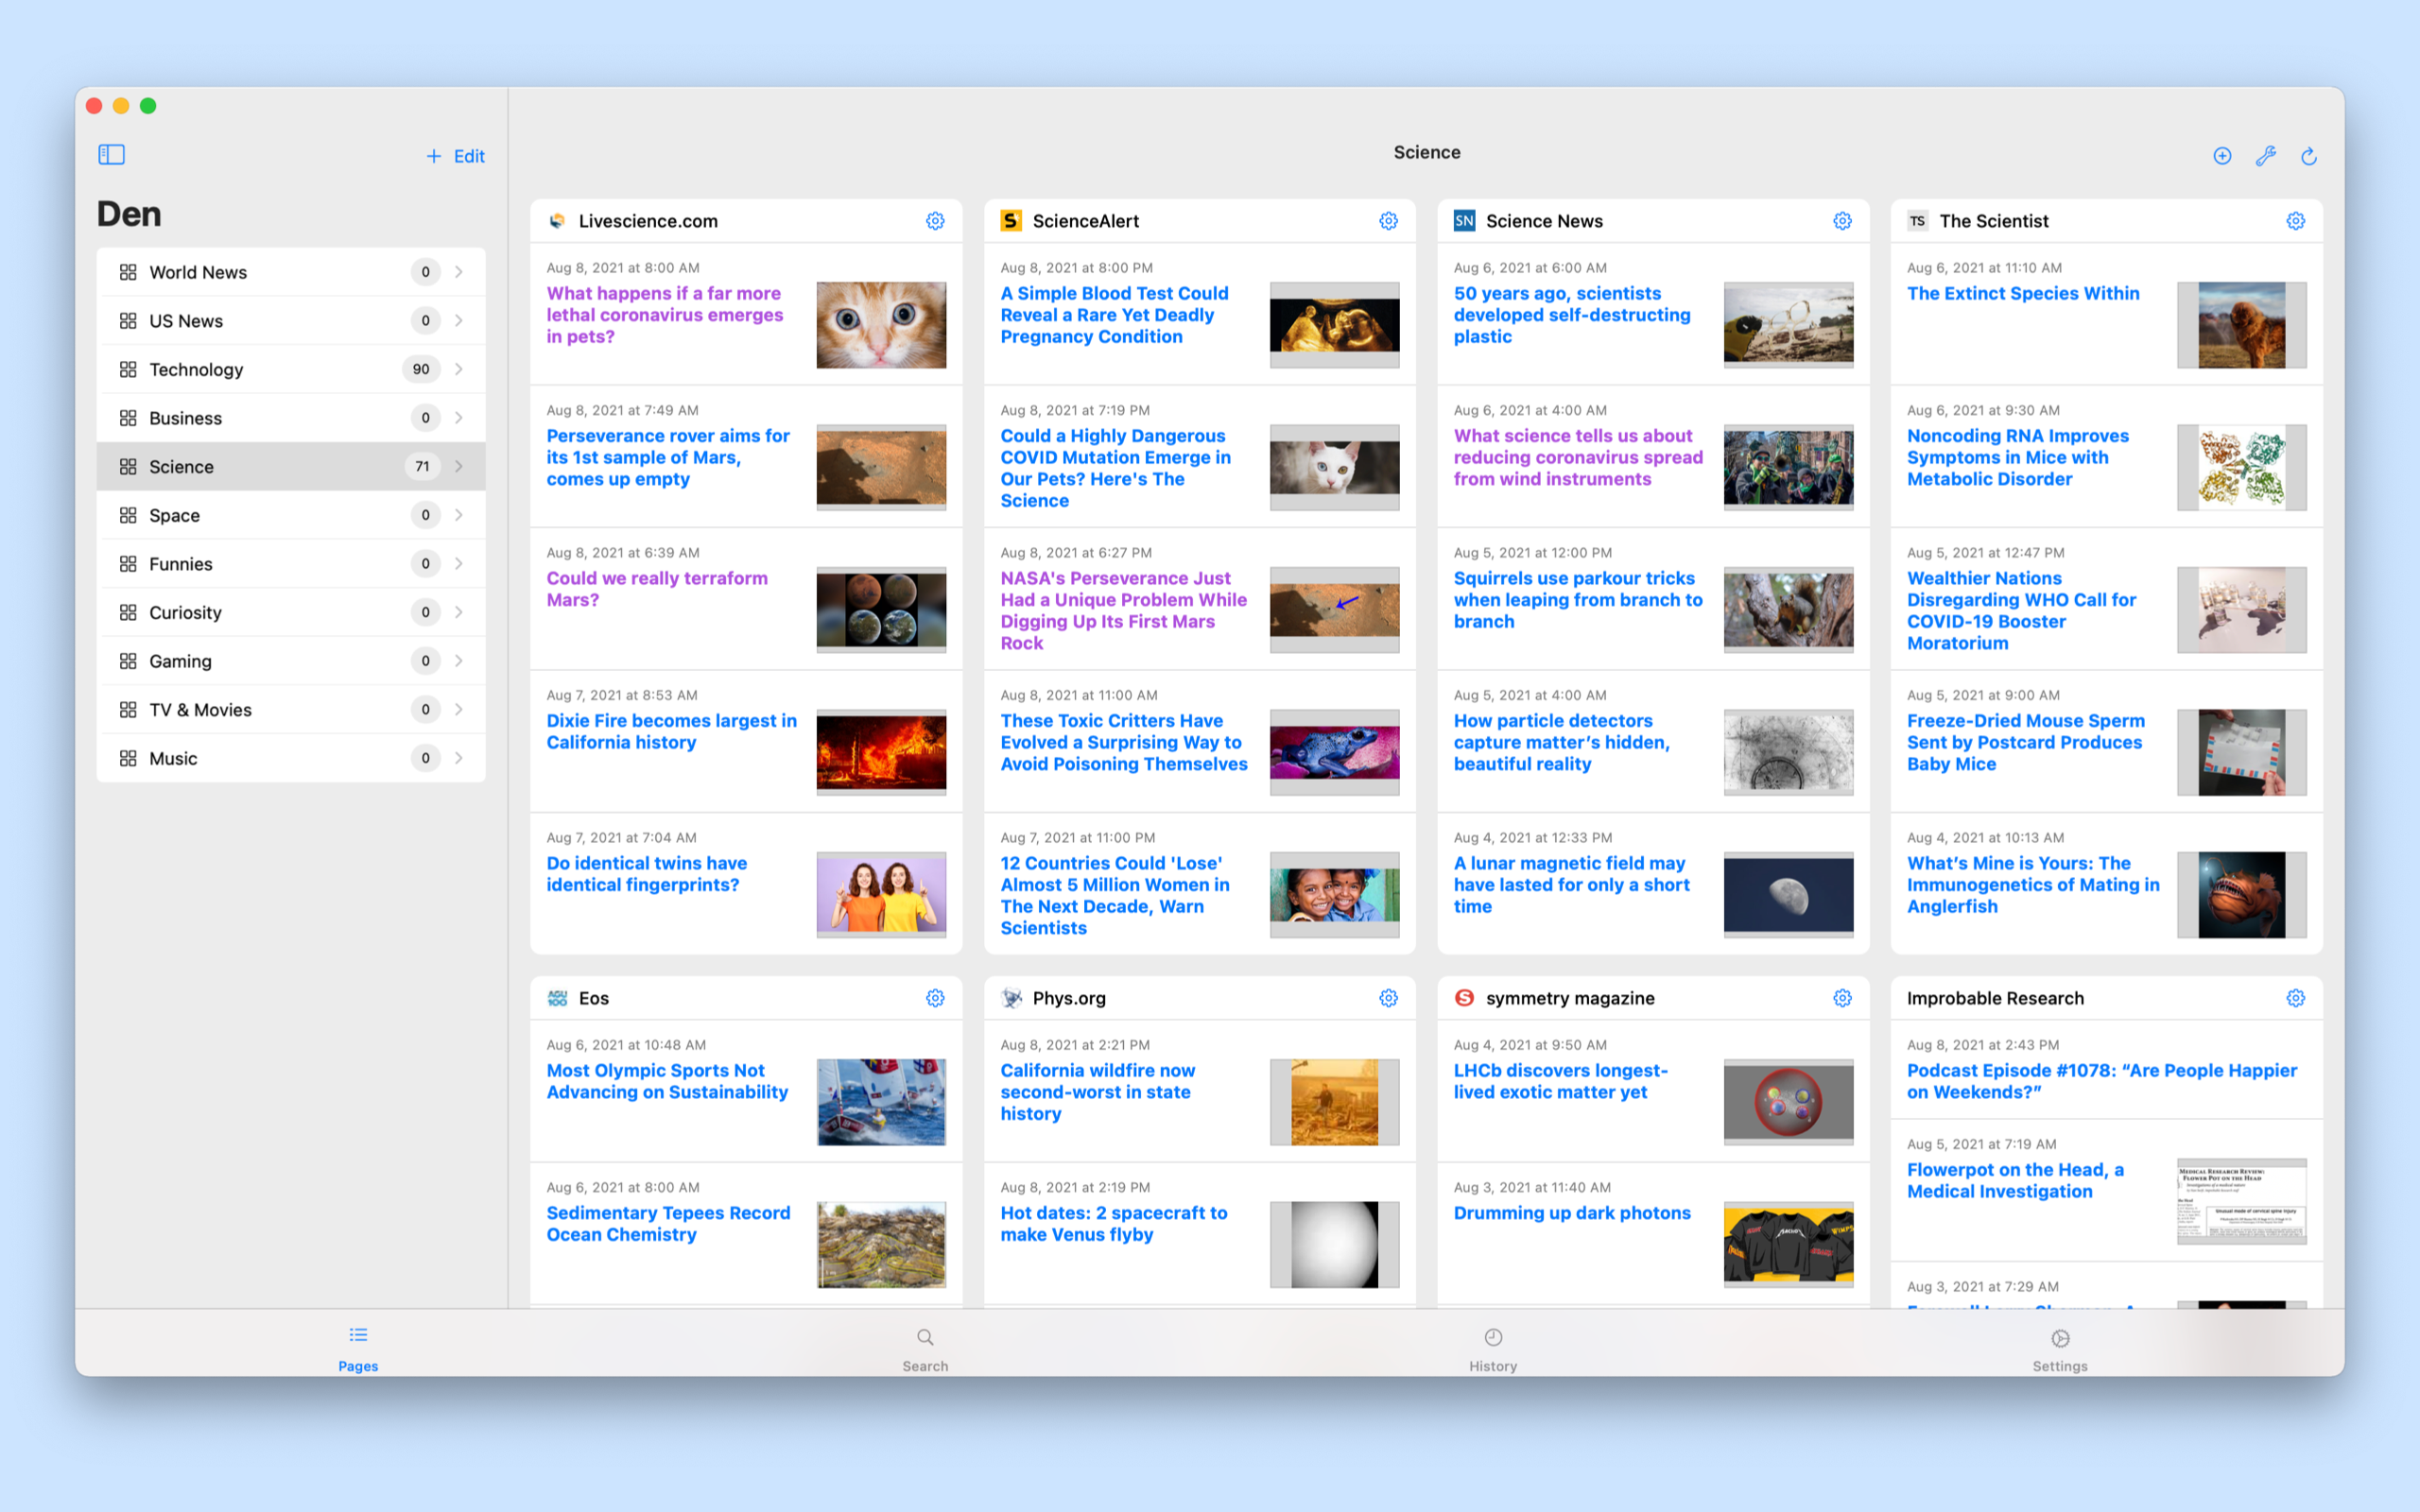 + Edit
Den
World News 0
US News 0
Technology 90
Business 0
Science 71
Space 0
Funnies 0
Curiosity 0
Gaming 0
TV & Movies 0
Music 0
Science
Livescience.com
Aug 8, 2021 at 8:00 AM
What happens if a far more
lethal coronavirus emerges
in pets?
Aug 8, 2021 at 7:49 AM
Perseverance rover aims for
its 1st sample of Mars,
comes up empty
Aug 8, 2021 at 6:39 AM
Could we really terraform
Mars?
Aug 7, 2021 at 8:53 AM
Dixie Fire becomes largest in
California history
Aug 7, 2021 at 7:04 AM
Do identical twins have
identical fingerprints?
S ScienceAlert
Aug 8, 2021 at 8:00 PM
A Simple Blood Test Could
Reveal a Rare Yet Deadly
Pregnancy Condition
Aug 8, 2021 at 7:19 PM
Could a Highly Dangerous
COVID Mutation Emerge in
Our Pets? Here's The
Science
Aug 8, 2021 at 6:27 PM
NASA's Perseverance Just
Had a Unique Problem While
Digging Up Its First Mars
Rock
Aug 8, 2021 at 11:00 AM
These Toxic Critters Have
Evolved a Surprising Way to
Avoid Poisoning Themselves
Aug 7, 2021 at 11:00 PM
12 Countries Could 'Lose'
Almost 5 Million Women in
The Next Decade, Warn
Scientists
SN Science News
Aug 6, 2021 at 6:00 AM
50 years ago, scientists
developed self-destructing
plastic
Aug 6, 2021 at 4:00 AM
What science tells us about
reducing coronavirus spread
from wind instruments
Aug 5, 2021 at 12:00 PM
Squirrels use parkour tricks
when leaping from branch to
branch
Aug 5, 2021 at 4:00 AM
How particle detectors
capture matter’s hidden,
beautiful reality
Aug 4, 2021 at 12:33 PM
A lunar magnetic field may
have lasted for only a short
time
TS The Scientist
Aug 6, 2021 at 11:10 AM
The Extinct Species Within
Aug 6, 2021 at 9:30 AM
Noncoding RNA Improves
Symptoms in Mice with
Metabolic Disorder
Aug 5, 2021 at 12:47 PM
Wealthier Nations
Disregarding WHO Call for
COVID-19 Booster
Moratorium
Aug 5, 2021 at 9:00 AM
Freeze-Dried Mouse Sperm
Sent by Postcard Produces
Baby Mice
Aug 4, 2021 at 10:13 AM
What’s Mine is Yours: The
Immunogenetics of Mating in
Anglerfish
AGU
100
Eos
Aug 6, 2021 at 10:48 AM
Most Olympic Sports Not
Advancing on Sustainability
Aug 6, 2021 at 8:00 AM
Sedimentary Tepees Record
Ocean Chemistry
Phys.org
Aug 8, 2021 at 2:21 PM
California wildfire now
second-worst in state
history
Aug 8, 2021 at 2:19 PM
Hot dates: 2 spacecraft to
make Venus flyby
S symmetry magazine
Aug 4, 2021 at 9:50 AM
LHCb discovers longest-
lived exotic matter yet
Aug 3, 2021 at 11:40 AM
Drumming up dark photons
Improbable Research
Aug 8, 2021 at 2:43 PM
Podcast Episode #1078: “Are People Happier
on Weekends?”
Aug 5, 2021 at 7:19 AM
Flowerpot on the Head, a
Medical Investigation
Medical Research Review:
Flower Pot on the Head
Unusual mode of cervical spine injury
Aug 3, 2021 at 7:29 AM
Pages
Search
History
Settings